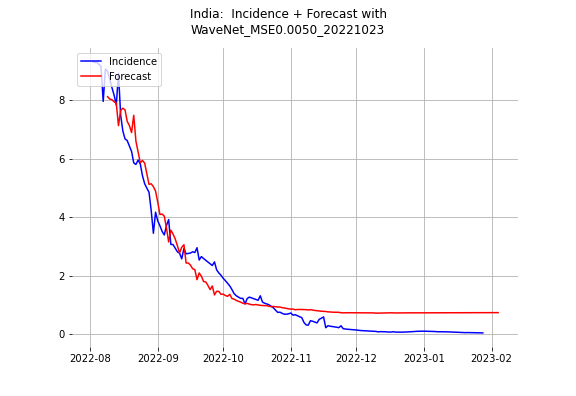 India:  Incidence + Forecast with
WaveNet_MSE0.0050_20221023
Incidence
Forecast
8
6
4
2
0
2022-08 2022-09 2022-10 2022-11 2022-12 2023-01 2023-02